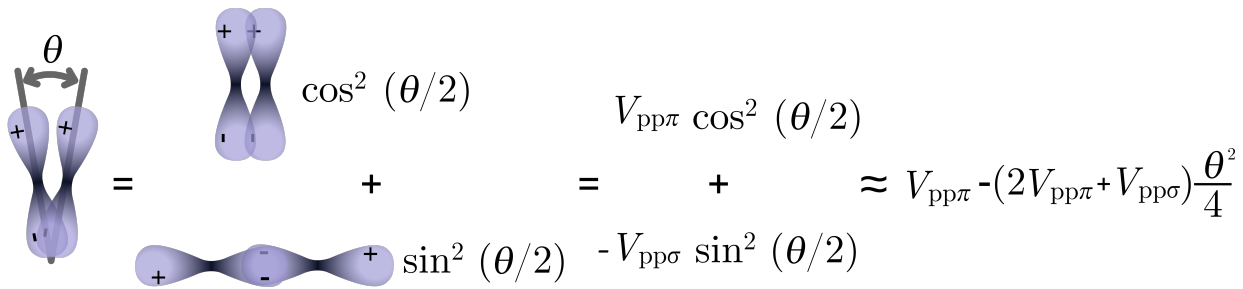 θ
+ +
+ +
- -
- -
= cos² (θ/2)
+
- +
+ - sin² (θ/2)
= V_ppπ cos² (θ/2)
+
-V_ppσ sin² (θ/2)
≈ V_ppπ -(2V_ppπ+V_ppσ) θ²/4